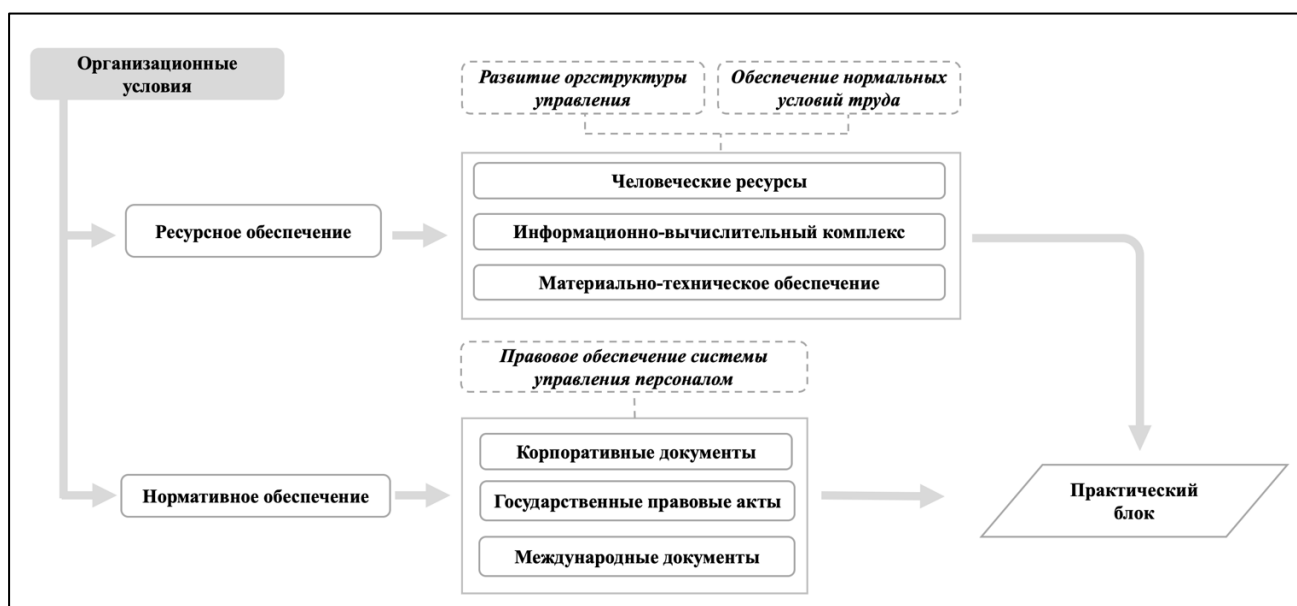 Организационные
условия
Развитие оргструктуры
управления
Обеспечение нормальных
условий труда
Человеческие ресурсы
Ресурсное обеспечение
Информационно-вычислительный комплекс
Материально-техническое обеспечение
Правовое обеспечение системы
управления персоналом
Корпоративные документы
Нормативное обеспечение
Государственные правовые акты
Международные документы
Практический
блок